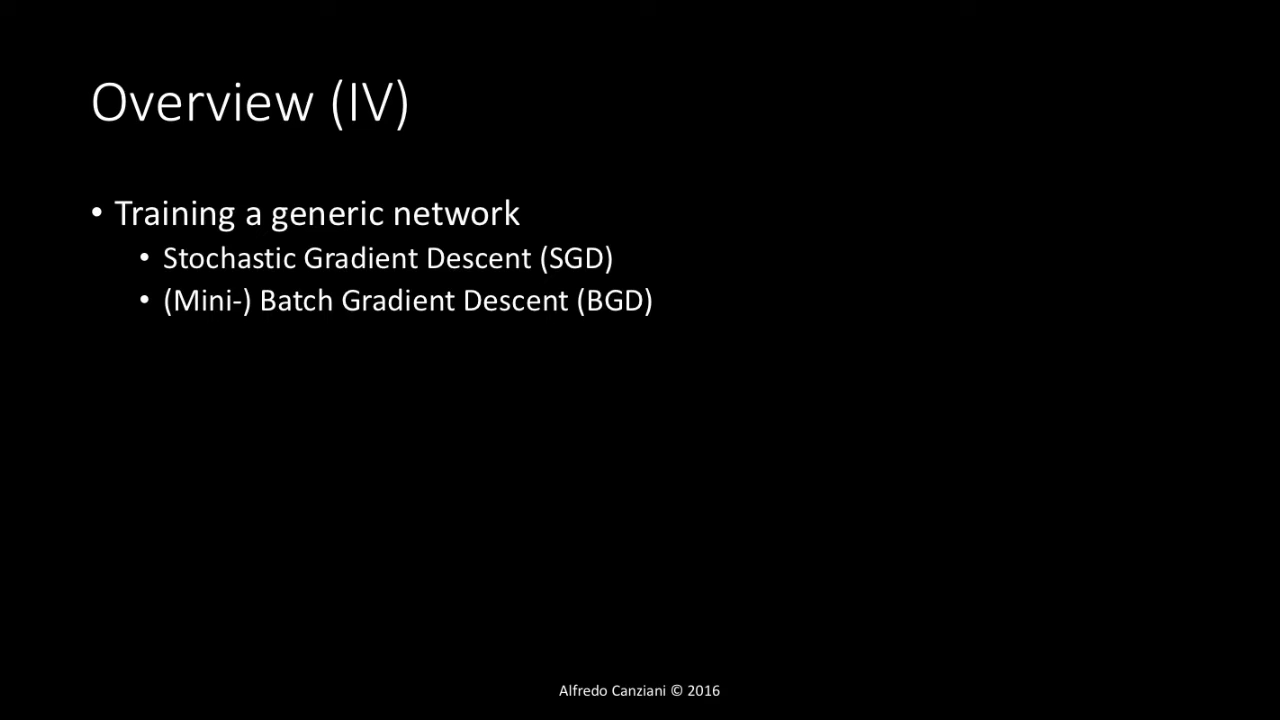 Overview (IV)
• Training a generic network
• Stochastic Gradient Descent (SGD)
• (Mini-) Batch Gradient Descent (BGD)
Alfredo Canziani © 2016